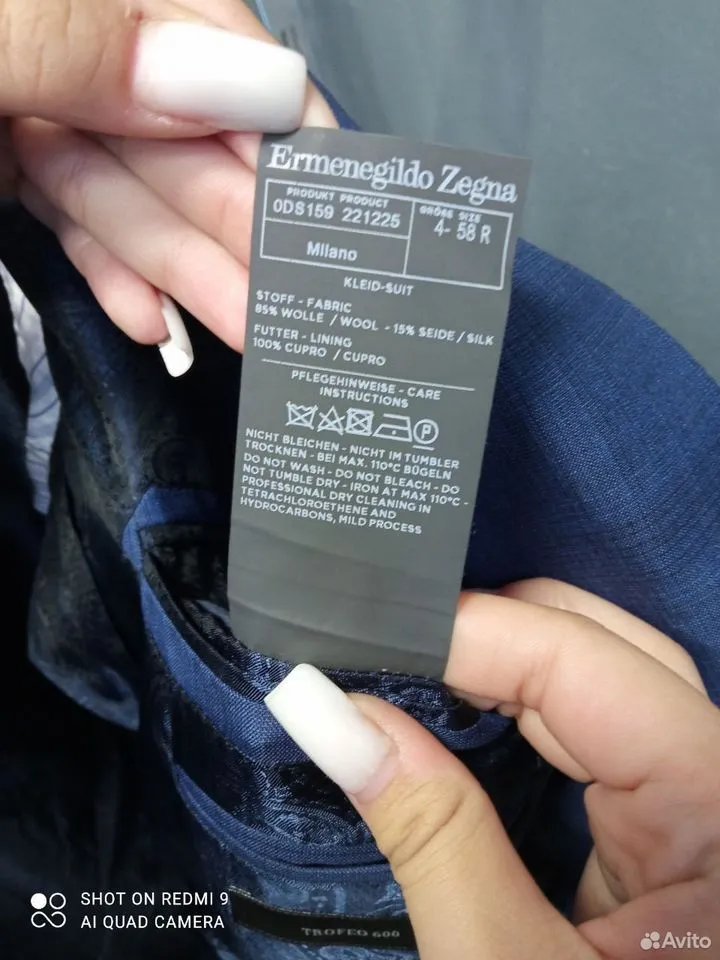 Ermenegildo Zegna
PRODUKT PRODUCT
0DS159 221225
Milano
GRÖSSE SIZE
4- 58 R
KLEID-SUIT
STOFF - FABRIC
85% WOLLE / WOOL - 15% SEIDE / SILK
FUTTER - LINING
100% CUPRO / CUPRO
PFLEGEHINWEISE - CARE
INSTRUCTIONS
P
NICHT BLEICHEN - NICHT IM TUMBLER
TROCKNEN - BEI MAX. 110°C BÜGELN
DO NOT WASH - DO NOT BLEACH - DO
NOT TUMBLE DRY - IRON AT MAX 110°C -
PROFESSIONAL DRY CLEANING IN
TETRACHLOROETHENE AND
HYDROCARBONS, MILD PROCESS
TROFEO 600
SHOT ON REDMI 9
AI QUAD CAMERA
Avito